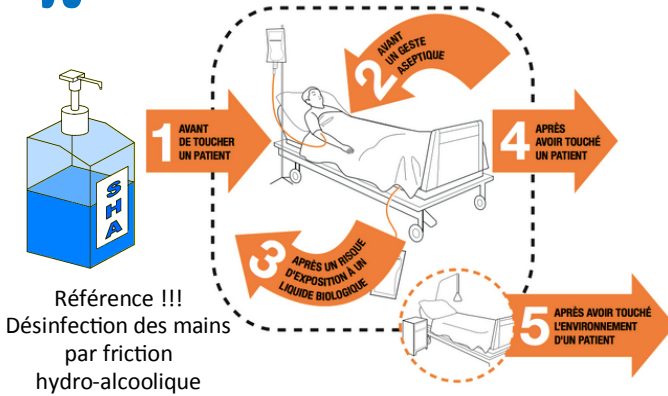 SHA
Référence !!!
Désinfection des mains
par friction
hydro-alcoolique
1 AVANT
DE TOUCHER
UN PATIENT
2 AVANT
UN GESTE
ASEPTIQUE
3 APRÈS UN RISQUE
D'EXPOSITION À UN
LIQUIDE BIOLOGIQUE
4 APRÈS
AVOIR TOUCHÉ
UN PATIENT
5 APRÈS AVOIR TOUCHÉ
L'ENVIRONNEMENT
D'UN PATIENT